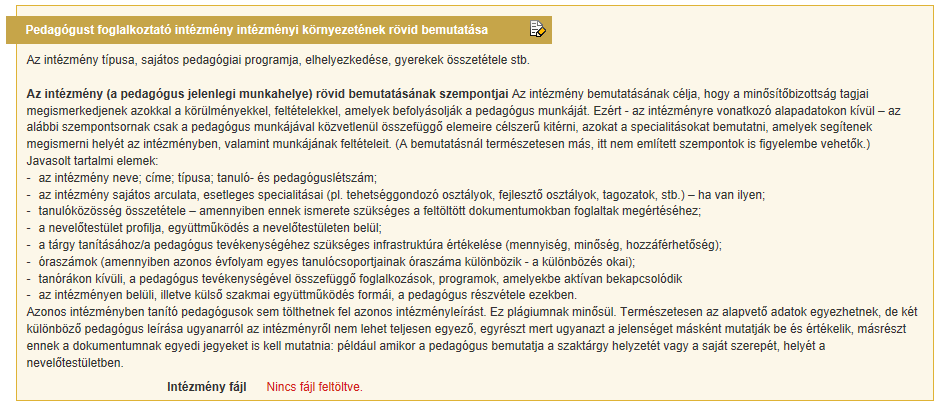 Pedagógust foglalkoztató intézmény intézményi környezetének rövid bemutatása
Az intézmény típusa, sajátos pedagógiai programja, elhelyezkedése, gyerekek összetétele stb.
Az intézmény (a pedagógus jelenlegi munkahelye) rövid bemutatásának szempontjai Az intézmény bemutatásának célja, hogy a minősítőbizottság tagjai
megismerkedjenek azokkal a körülményekkel, feltételekkel, amelyek befolyásolják a pedagógus munkáját. Ezért - az intézményre vonatkozó alapadatokon kívül – az
alábbi szempontsornak csak a pedagógus munkájával közvetlenül összefüggő elemeire célszerű kitérni, azokat a specialitásokat bemutatni, amelyek segítenek
megismerni helyét az intézményben, valamint munkájának feltételeit. (A bemutatásnál természetesen más, itt nem említett szempontok is figyelembe vehetők.)
Javasolt tartalmi elemek:
- az intézmény neve; címe; típusa; tanuló- és pedagóguslétszám;
- az intézmény sajátos arculata, esetleges specialitásai (pl. tehetséggondozó osztályok, fejlesztő osztályok, tagozatok, stb.) – ha van ilyen;
- tanulóközösség összetétele – amennyiben ennek ismerete szükséges a feltöltött dokumentumokban foglaltak megértéséhez;
- a nevelőtestület profilja, együttműködés a nevelőtestületen belül;
- a tárgy tanításához/a pedagógus tevékenységéhez szükséges infrastruktúra értékelése (mennyiség, minőség, hozzáférhetőség);
- óraszámok (amennyiben azonos évfolyam egyes tanulócsoportjainak óraszáma különbözik - a különbözés okai);
- tanórákon kívüli, a pedagógus tevékenységével összefüggő foglalkozások, programok, amelyekbe aktívan bekapcsolódik
- az intézményen belüli, illetve külső szakmai együttműködés formái, a pedagógus részvétele ezekben.
Azonos intézményben tanító pedagógusok sem tölthetnek fel azonos intézményleírást. Ez plágiumnak minősül. Természetesen az alapvető adatok egyezhetnek, de két
különböző pedagógus leírása ugyanarról az intézményről nem lehet teljesen egyező, egyrészt mert ugyanazt a jelenséget másként mutatják be és értékelik, másrészt
ennek a dokumentumnak egyedi jegyeket is kell mutatnia: például amikor a pedagógus bemutatja a szaktárgy helyzetét vagy a saját szerepét, helyét a
nevelőtestületben.
Intézmény fájl Nincs fájl feltöltve.